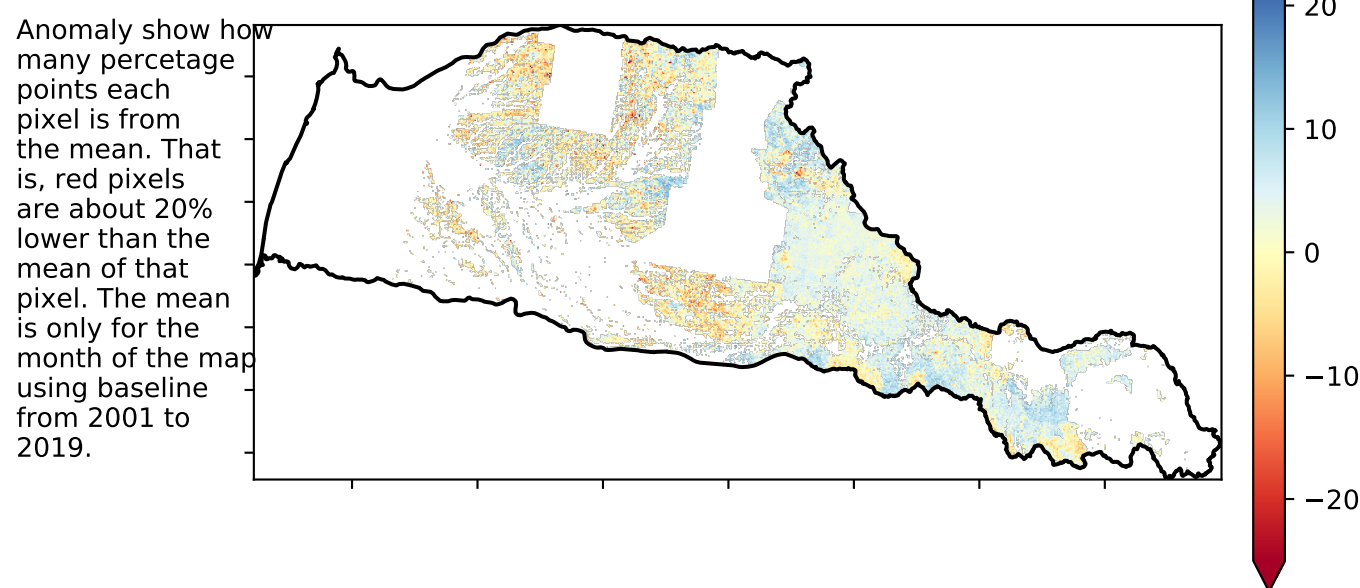 Anomaly show how
many percetage
points each
pixel is from
the mean. That
is, red pixels
are about 20%
lower than the
mean of that
pixel. The mean
is only for the
month of the map
using baseline
from 2001 to
2019.
20
10
0
−10
−20